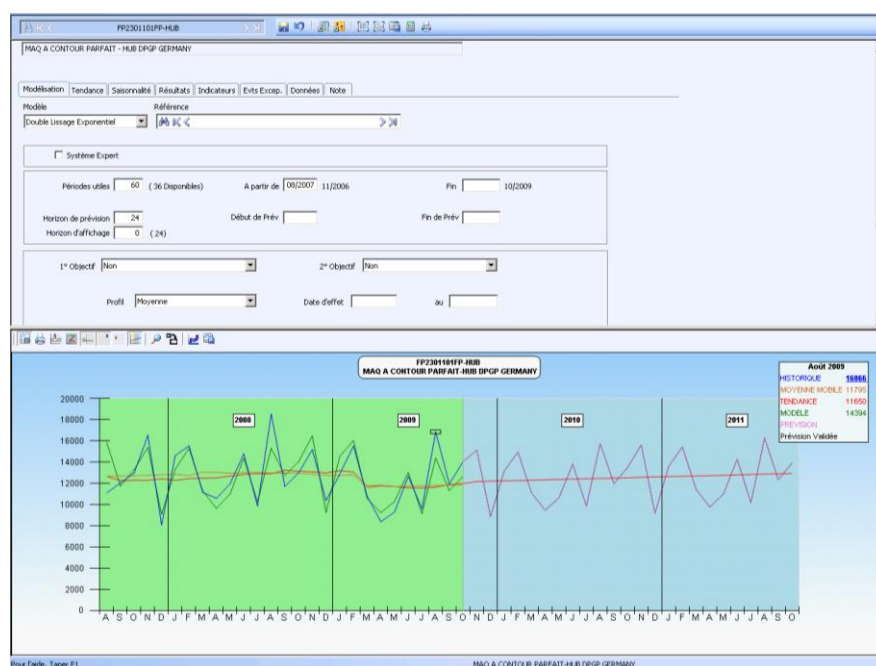 FP2301101FP-HUB
MAQ A CONTOUR PARFAIT - HUB DPGP GERMANY
Modélisation Tendance Saisonnalité Résultats Indicateurs Evts Excep. Données Note
Modèle Référence
Double Lissage Exponentiel
Système Expert
Périodes utiles 60 ( 36 Disponibles) A partir de 08/2007 11/2006 Fin 10/2009
Horizon de prévision 24 Début de Prév Fin de Prév
Horizon d'affichage 0 ( 24)
1° Objectif Non 2° Objectif Non
Profil Moyenne Date d'effet au
FP2301101FP-HUB
MAQ A CONTOUR PARFAIT-HUB DPGP GERMANY
Août 2009
HISTORIQUE 16866
MOYENNE MOBILE 11795
TENDANCE 11650
MODELE 14394
PREVISION
Prévision Validée
20000
18000
16000
14000
12000
10000
8000
6000
4000
2000
0
2008 2009 2010 2011
A S O N D J F M A M J J A S O N D J F M A M J J A S O N D J F M A M J J A S O N D J F M A M J J A S O
Pour l'aide, Taper F1 MAQ A CONTOUR PARFAIT-HUB DPGP GERMANY